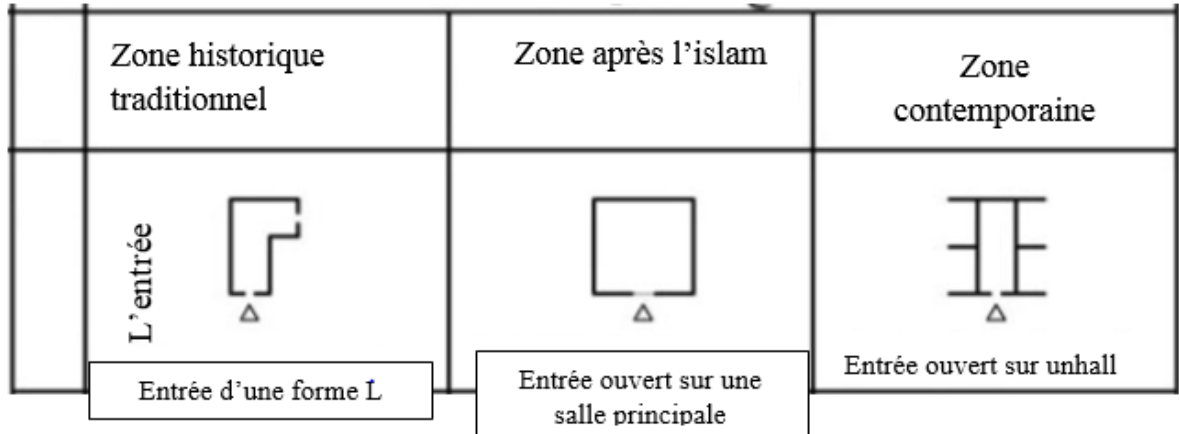 Zone historique
traditionnel
Zone après l’islam
Zone
contemporaine
L’entrée
Entrée d’une forme L
Entrée ouvert sur une
salle principale
Entrée ouvert sur unhall